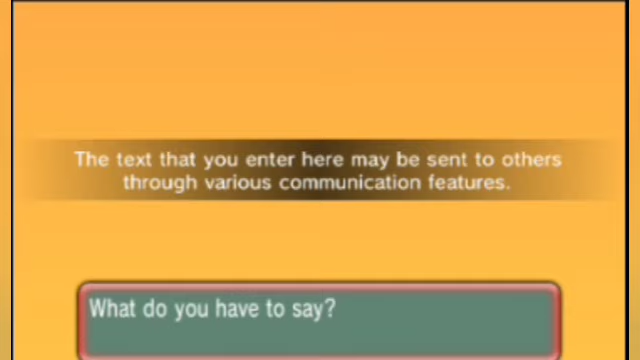 The text that you enter here may be sent to others
through various communication features.
What do you have to say?